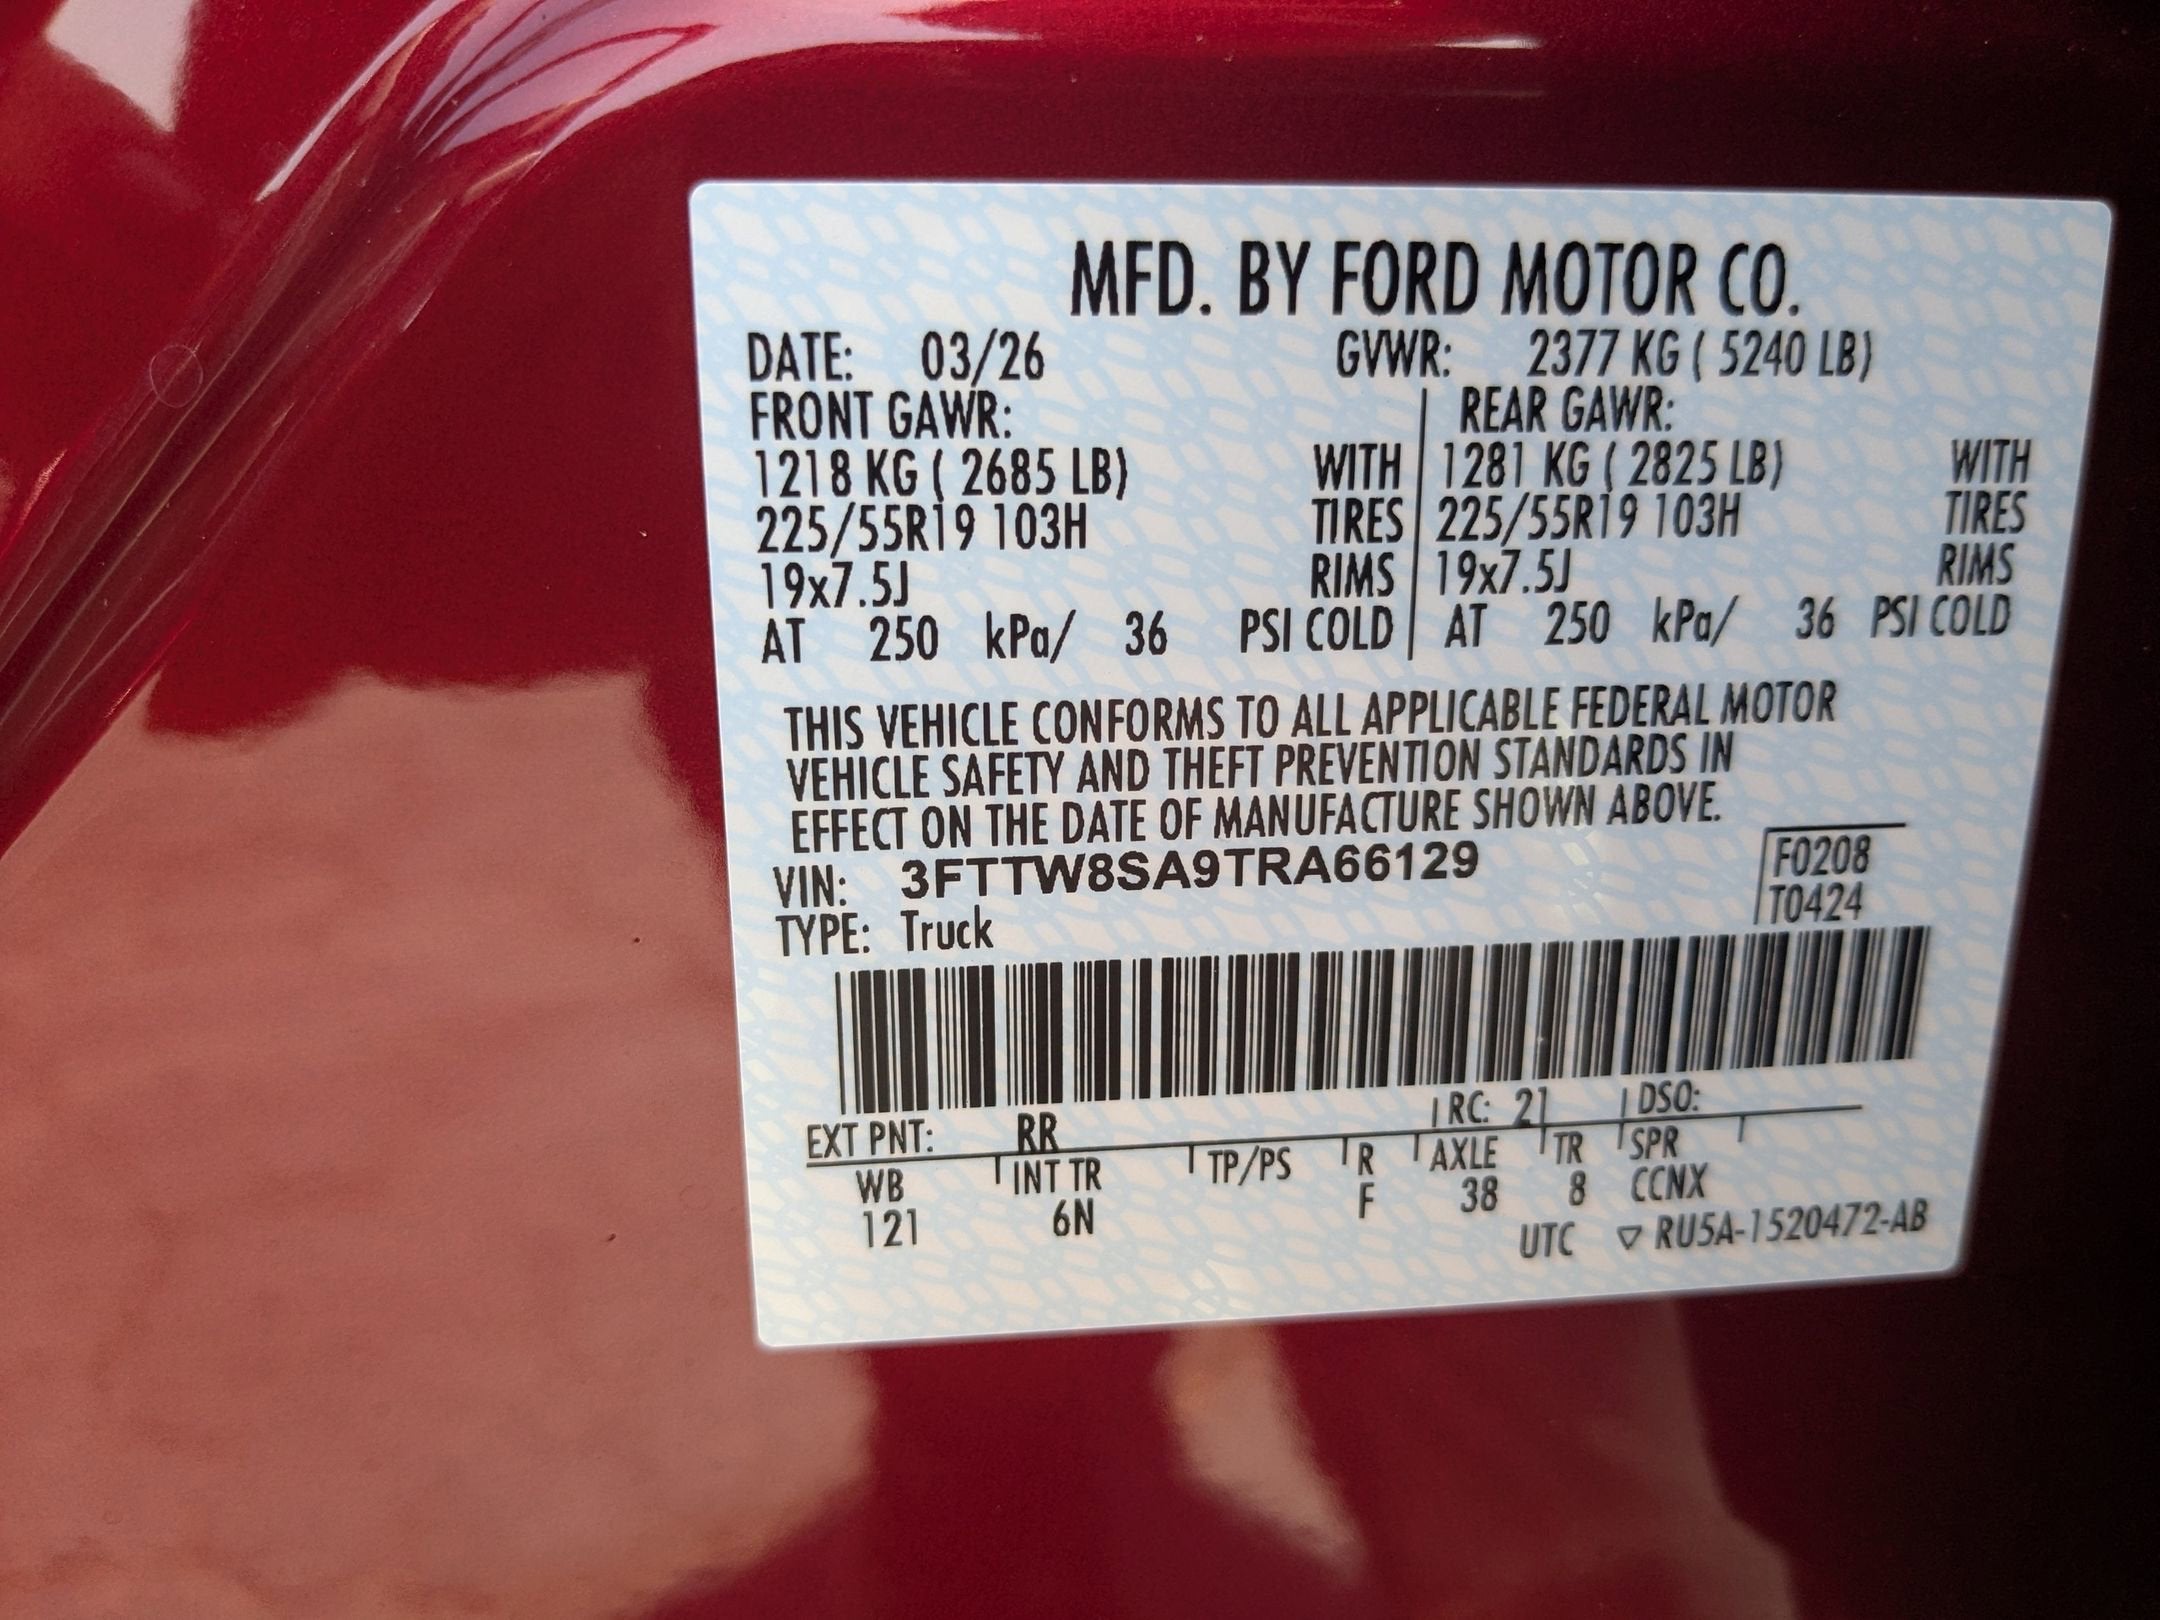 MFD. BY FORD MOTOR CO.
DATE: 03/26 GVWR: 2377 KG ( 5240 LB)
FRONT GAWR: REAR GAWR:
1218 KG ( 2685 LB) WITH 1281 KG ( 2825 LB) WITH
225/55R19 103H TIRES 225/55R19 103H TIRES
19x7.5J RIMS 19x7.5J RIMS
AT 250 kPa/ 36 PSI COLD AT 250 kPa/ 36 PSI COLD
THIS VEHICLE CONFORMS TO ALL APPLICABLE FEDERAL MOTOR
VEHICLE SAFETY AND THEFT PREVENTION STANDARDS IN
EFFECT ON THE DATE OF MANUFACTURE SHOWN ABOVE.
VIN: 3FTTW8SA9TRA66129 F0208
TYPE: Truck T0424
EXT PNT: RR RC: 21 DSO:
WB INT TR TP/PS R AXLE TR SPR
121 6N F 38 8 CCNX
UTC ▽ RU5A-1520472-AB